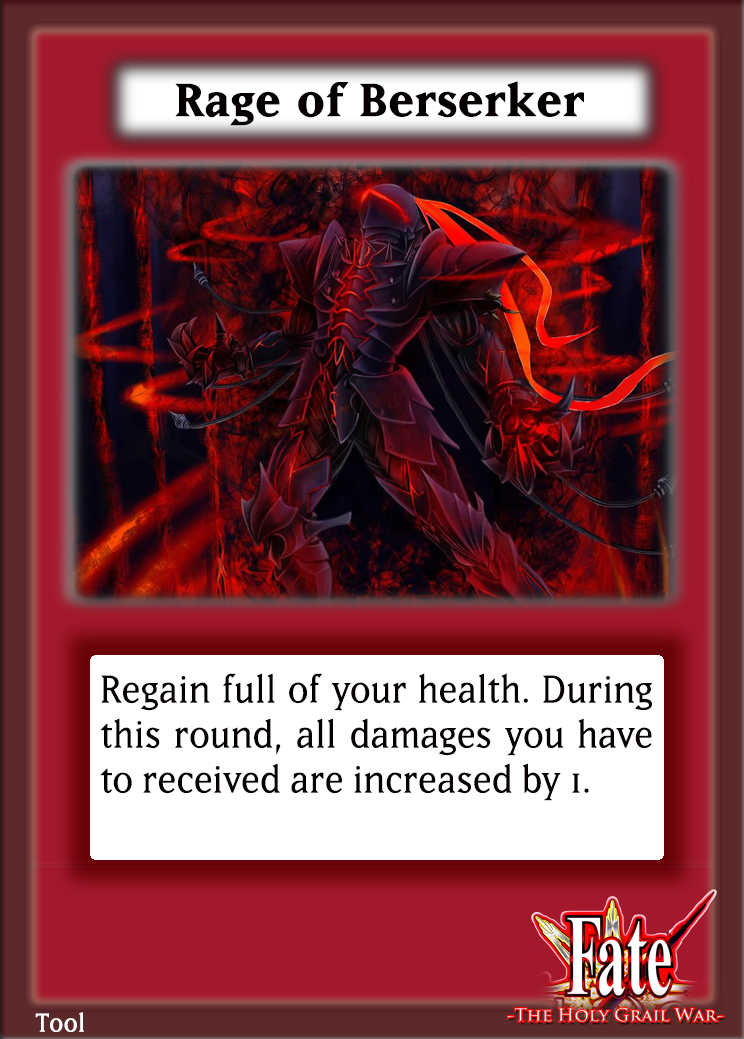 Rage of Berserker
Regain full of your health. During
this round, all damages you have
to received are increased by 1.
Fate
-THE HOLY GRAIL WAR-
Tool